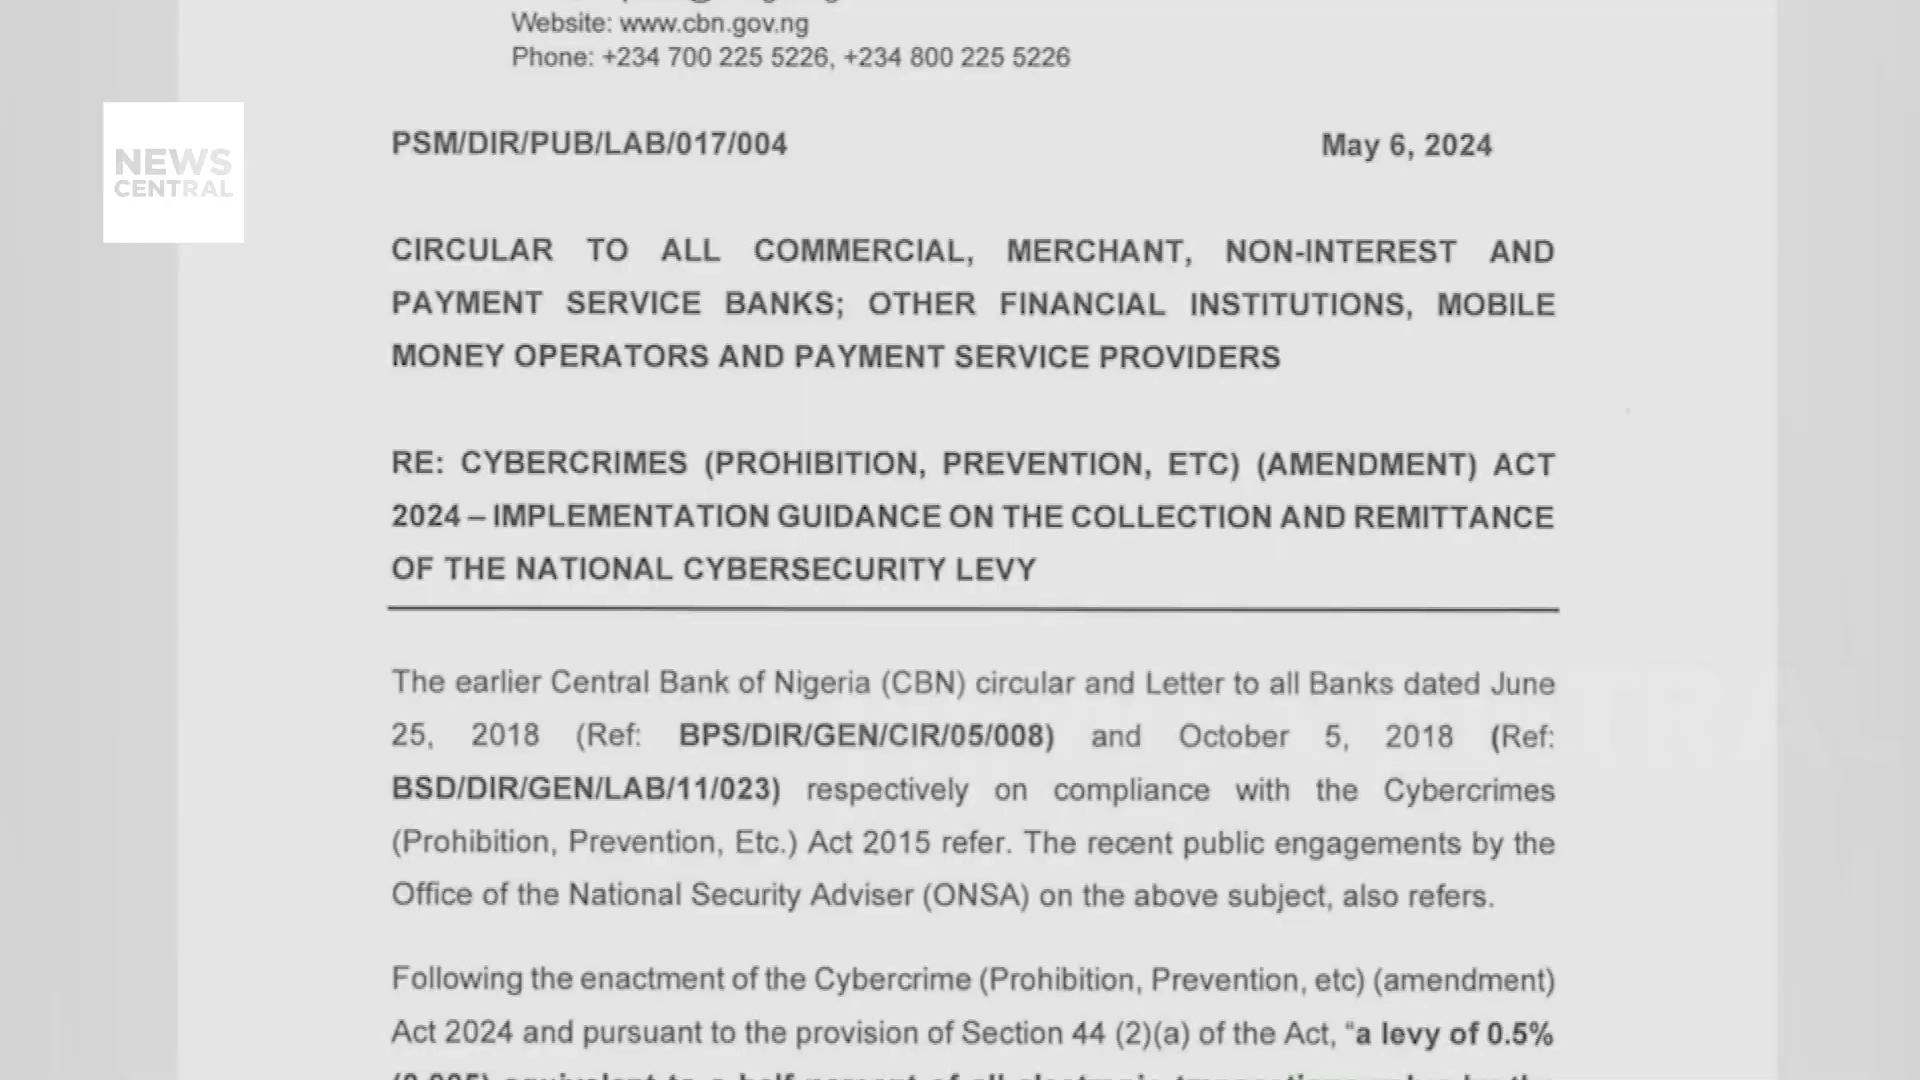 Website: www.cbn.gov.ng
Phone: +234 700 225 5226, +234 800 225 5226
NEWS
CENTRAL
PSM/DIR/PUB/LAB/017/004 May 6, 2024
CIRCULAR TO ALL COMMERCIAL, MERCHANT, NON-INTEREST AND
PAYMENT SERVICE BANKS; OTHER FINANCIAL INSTITUTIONS, MOBILE
MONEY OPERATORS AND PAYMENT SERVICE PROVIDERS
RE: CYBERCRIMES (PROHIBITION, PREVENTION, ETC) (AMENDMENT) ACT
2024 – IMPLEMENTATION GUIDANCE ON THE COLLECTION AND REMITTANCE
OF THE NATIONAL CYBERSECURITY LEVY
The earlier Central Bank of Nigeria (CBN) circular and Letter to all Banks dated June
25, 2018 (Ref: BPS/DIR/GEN/CIR/05/008) and October 5, 2018 (Ref:
BSD/DIR/GEN/LAB/11/023) respectively on compliance with the Cybercrimes
(Prohibition, Prevention, Etc.) Act 2015 refer. The recent public engagements by the
Office of the National Security Adviser (ONSA) on the above subject, also refers.
Following the enactment of the Cybercrime (Prohibition, Prevention, etc) (amendment)
Act 2024 and pursuant to the provision of Section 44 (2)(a) of the Act, “a levy of 0.5%